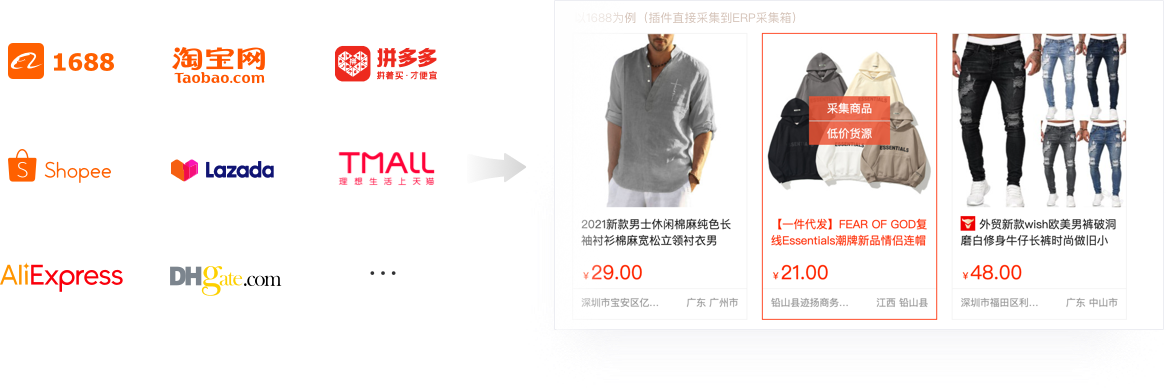 1688
淘宝网
Taobao.com
拼多多
拼着买·才便宜
Shopee
Lazada
TMALL
理想生活上天猫
AliExpress
DHgate.com
...
以1688为例（插件直接采集到ERP采集箱）
采集商品
低价货源
ESSENTIALS
ESSENTIALS
2021新款男士休闲棉麻纯色长
袖衬衫棉麻宽松立领衬衣男
¥29.00
深圳市宝安区亿...
广东 广州市
【一件代发】FEAR OF GOD复
线Essentials潮牌新品情侣连帽
¥21.00
铅山县迹扬商务...
江西 铅山县
外贸新款wish欧美男裤破洞
磨白修身牛仔长裤时尚做旧小
¥48.00
深圳市福田区利...
广东 中山市